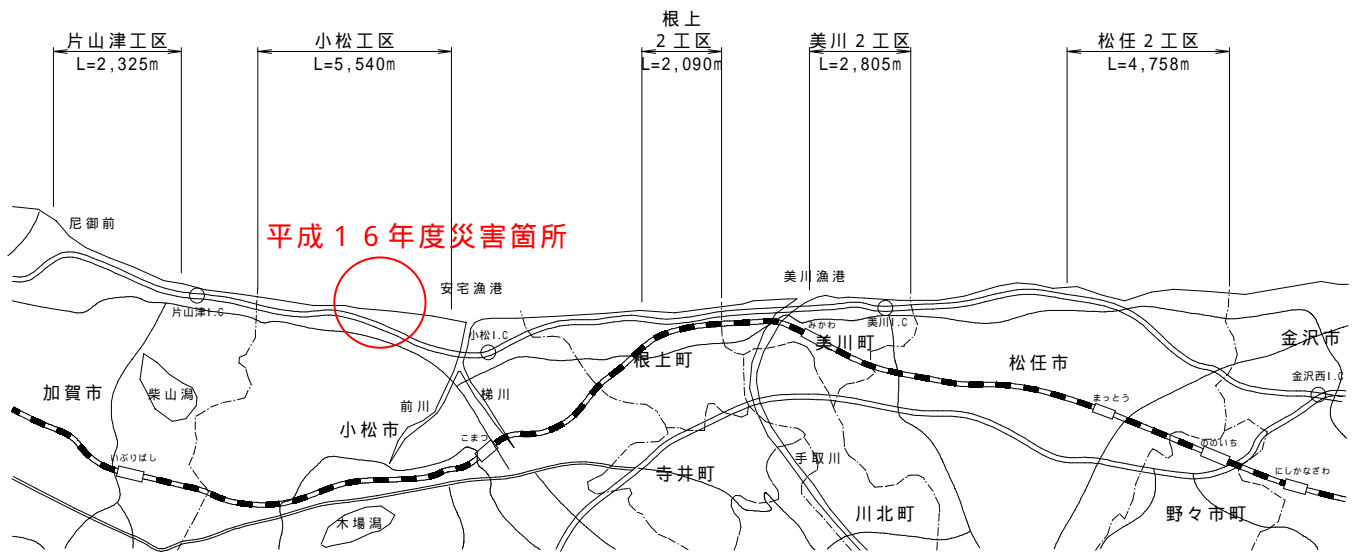 片山津工区
L=2,325m
小松工区
L=5,540m
根上
2工区
L=2,090m
美川２工区
L=2,805m
松任２工区
L=4,758m
尼御前
平成１６年度災害箇所
安宅漁港
美川漁港
片山津I.C
小松I.C
みかわ
美川I.C
美川町
金沢市
根上町
松任市
金沢西I.C
加賀市
柴山潟
前川
梯川
まっとう
小松市
こまつ
ののいち
いぶりばし
手取川
にしかなざわ
寺井町
木場潟
川北町
野々市町